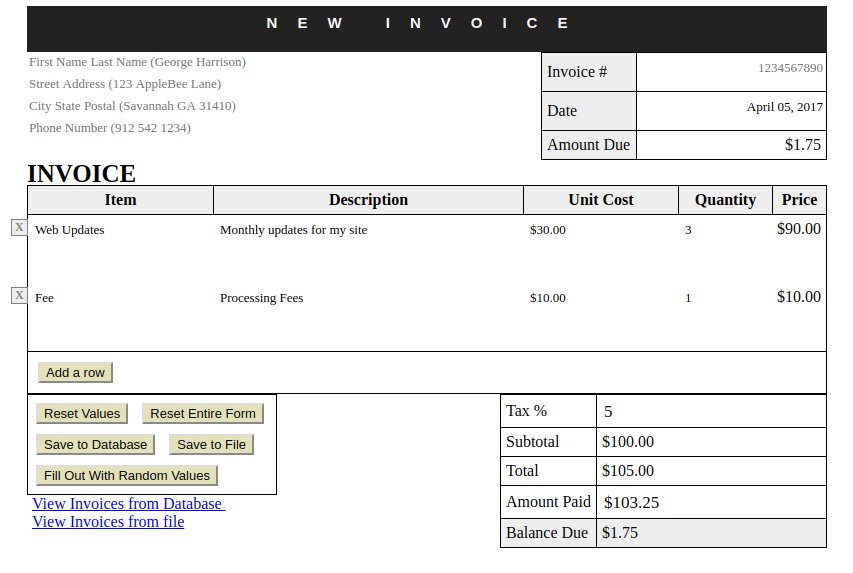 NEW INVOICE
First Name Last Name (George Harrison)
Street Address (123 AppleBee Lane)
City State Postal (Savannah GA 31410)
Phone Number (912 542 1234)
Invoice # 1234567890
Date April 05, 2017
Amount Due $1.75
INVOICE
Item Description Unit Cost Quantity Price
X Web Updates Monthly updates for my site $30.00 3 $90.00
X Fee Processing Fees $10.00 1 $10.00
Add a row
Reset Values Reset Entire Form
Save to Database Save to File
Fill Out With Random Values
View Invoices from Database
View Invoices from file
Tax % 5
Subtotal $100.00
Total $105.00
Amount Paid $103.25
Balance Due $1.75